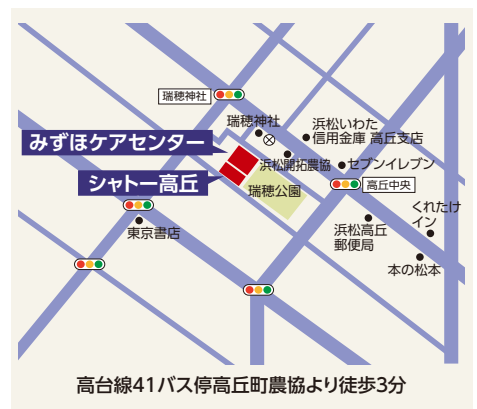 瑞穂神社
瑞穂神社
浜松いわた
信用金庫 高丘支店
みずほケアセンター
浜松開拓農協
セブンイレブン
シャトー高丘
瑞穂公園
高丘中央
くれたけ
イン
東京書店
浜松高丘
郵便局
本の松本
高台線41バス停高丘町農協より徒歩3分